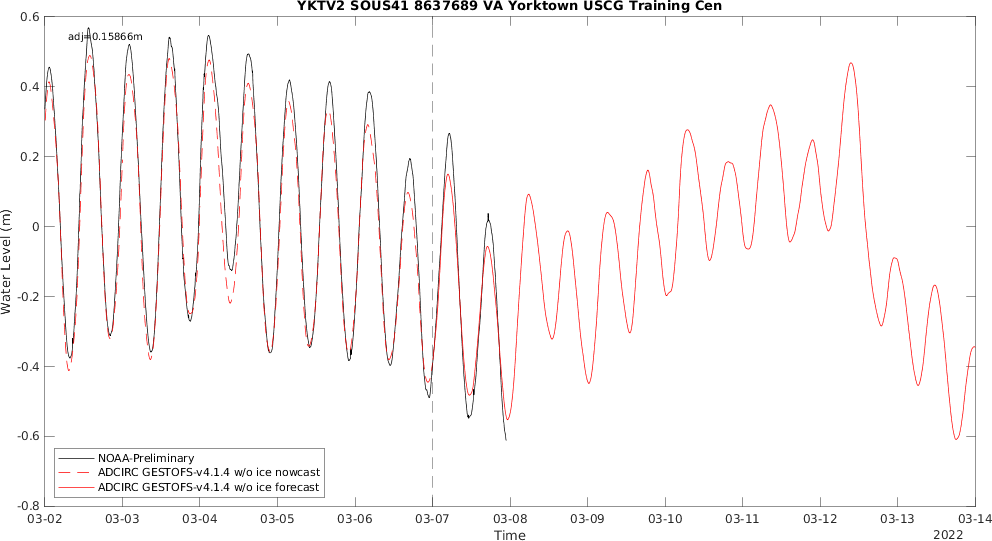 YKTV2 SOUS41 8637689 VA Yorktown USCG Training Cen
adj=0.15866m
0.6
0.4
0.2
0
-0.2
-0.4
-0.6
-0.8
Water Level (m)
NOAA-Preliminary
ADCIRC GESTOFS-v4.1.4 w/o ice nowcast
ADCIRC GESTOFS-v4.1.4 w/o ice forecast
03-02 03-03 03-04 03-05 03-06 03-07 03-08 03-09 03-10 03-11 03-12 03-13 03-14
Time
2022